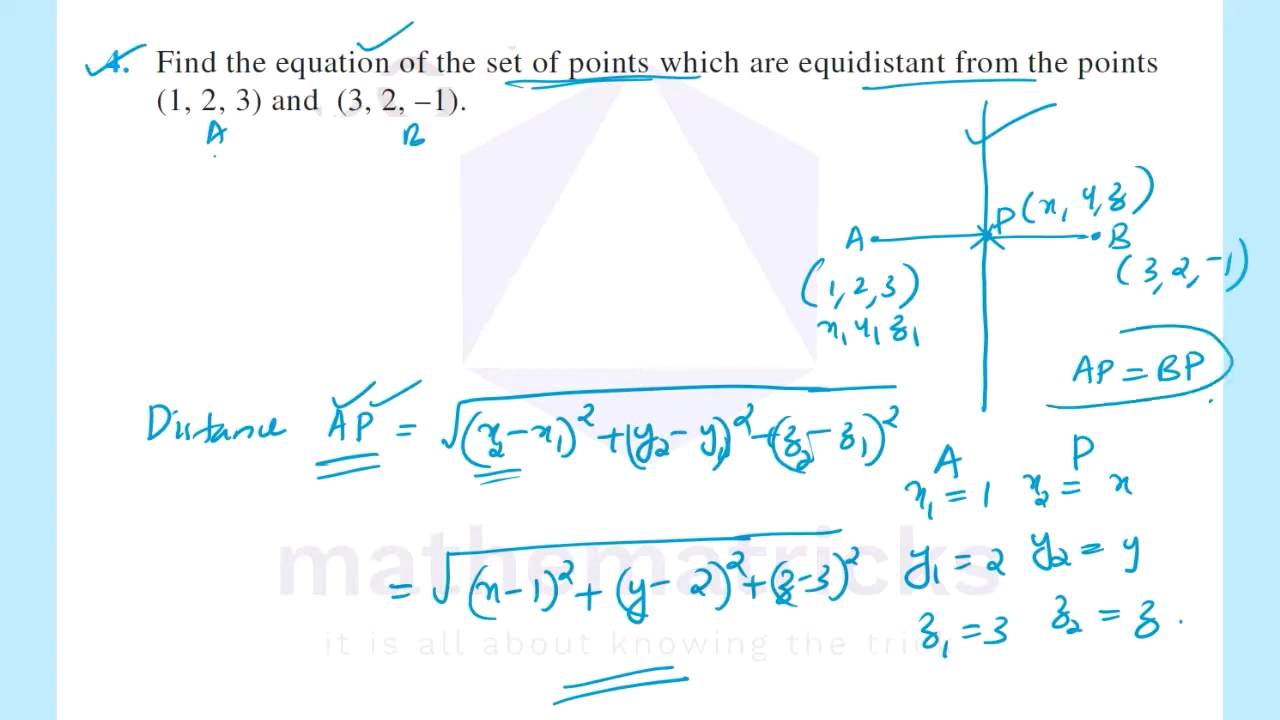 4. Find the equation of the set of points which are equidistant from the points
(1, 2, 3) and (3, 2, –1).
A B
P(x, y, z)
A B
(1, 2, 3) (3, 2, -1)
x₁ y₁ z₁
AP = BP
Distance AP = √(x₂ - x₁)² + (y₂ - y₁)² + (z₂ - z₁)²
A P
x₁ = 1 x₂ = x
= √(x - 1)² + (y - 2)² + (z - 3)²
y₁ = 2 y₂ = y
z₁ = 3 z₂ = z.
mathematricks
it is all about knowing the tri